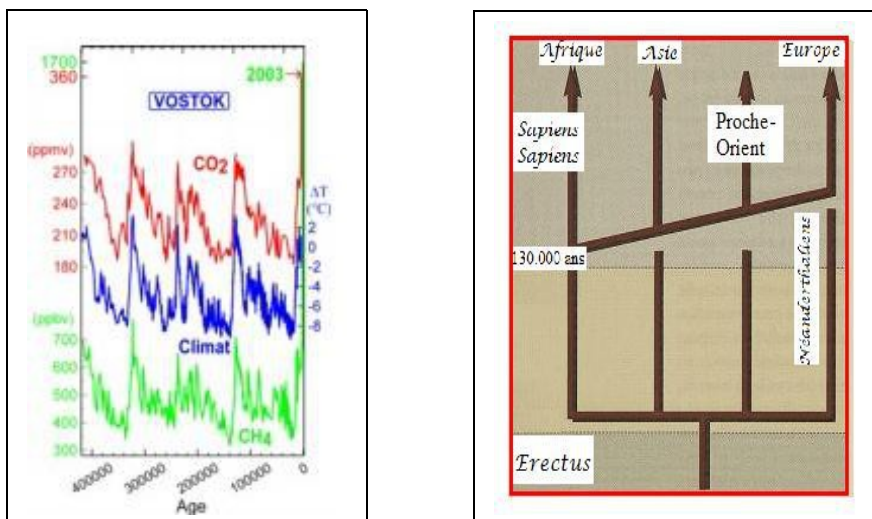 1700
360
2003
VOSTOK
(ppmv)
CO2
270
240
210
180
ΔT
(°C)
2
0
-2
-4
-6
-8
(ppbv)
Climat
700
600
500
400
300
CH4
400000
300000
200000
100000
0
Age
Afrique
Asie
Europe
Sapiens
Sapiens
Proche-
Orient
130.000 ans
Néanderthaliens
Erectus